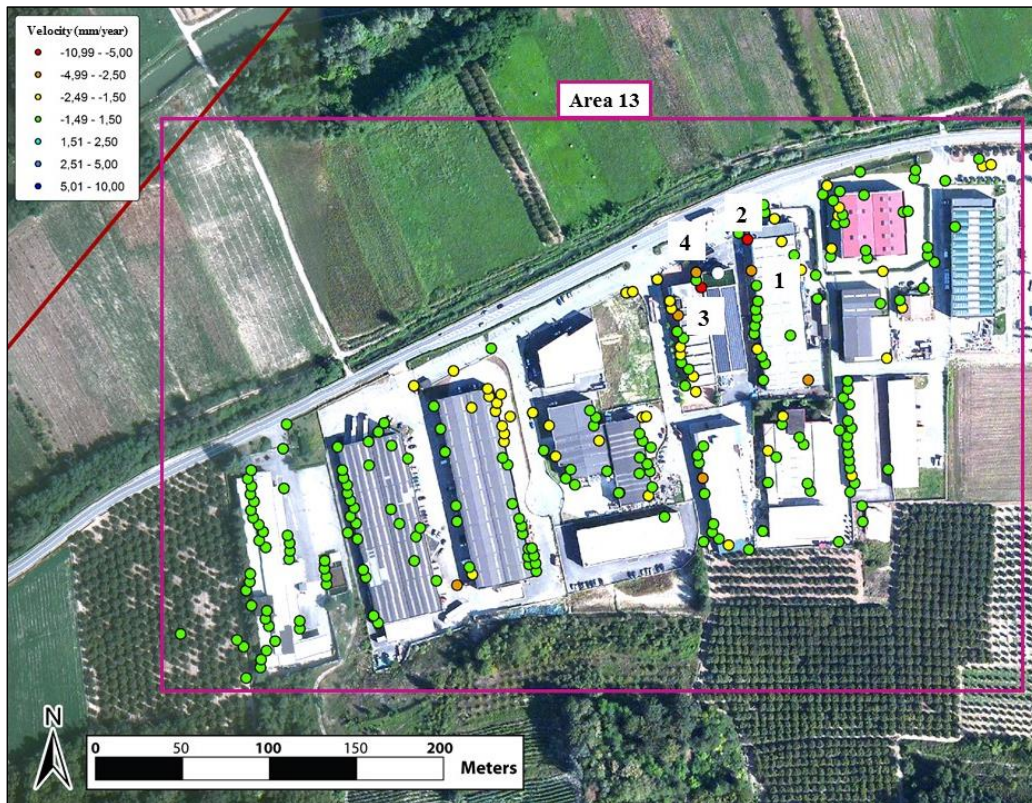 Velocity (mm/year)
-10,99 - -5,00
-4,99 - -2,50
-2,49 - -1,50
-1,49 - 1,50
1,51 - 2,50
2,51 - 5,00
5,01 - 10,00
Area 13
2
4
1
3
N
0 50 100 150 200
Meters